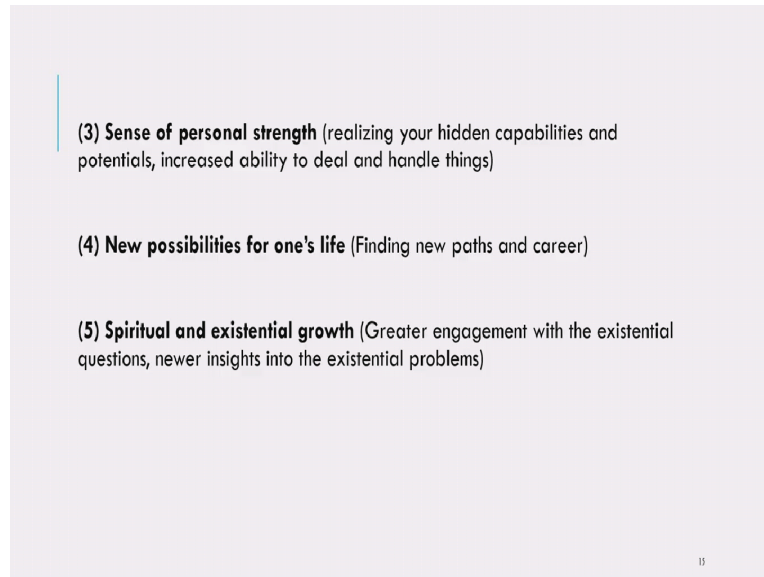 (3) Sense of personal strength (realizing your hidden capabilities and
potentials, increased ability to deal and handle things)
(4) New possibilities for one's life (Finding new paths and career)
(5) Spiritual and existential growth (Greater engagement with the existential
questions, newer insights into the existential problems)
15